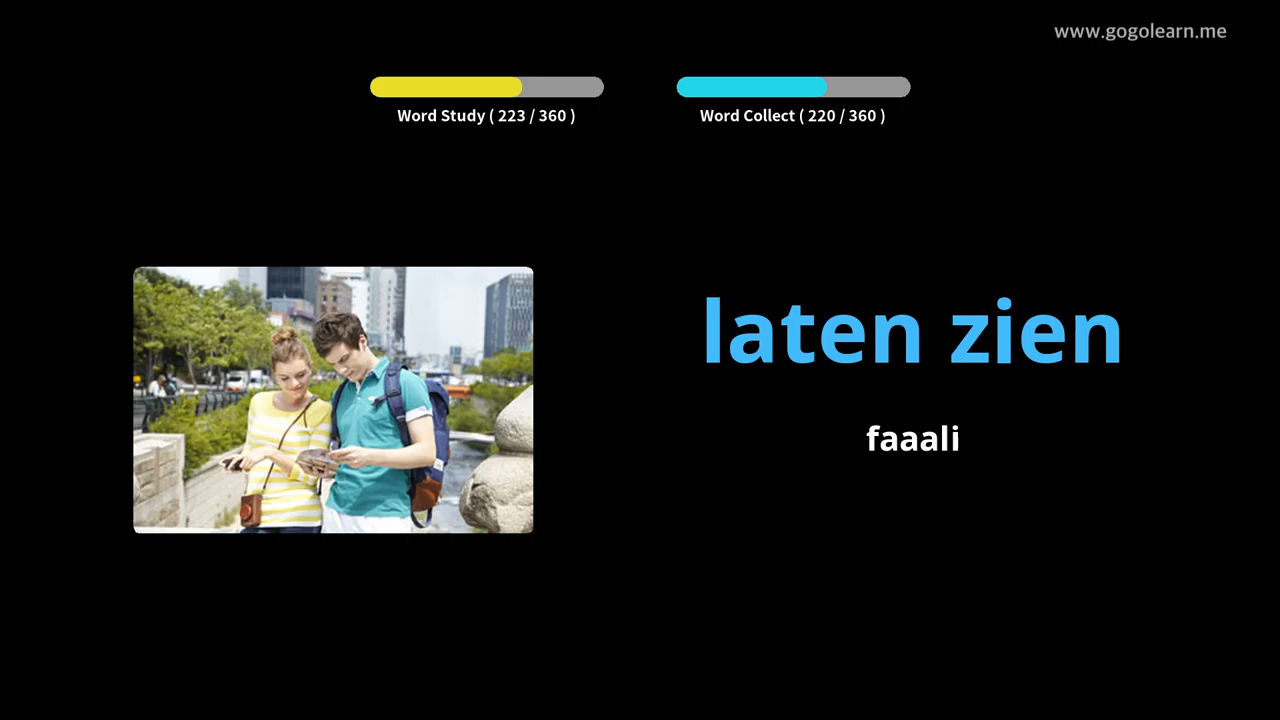 www.gogolearn.me
Word Study ( 223 / 360 )
Word Collect ( 220 / 360 )
laten zien
faaali